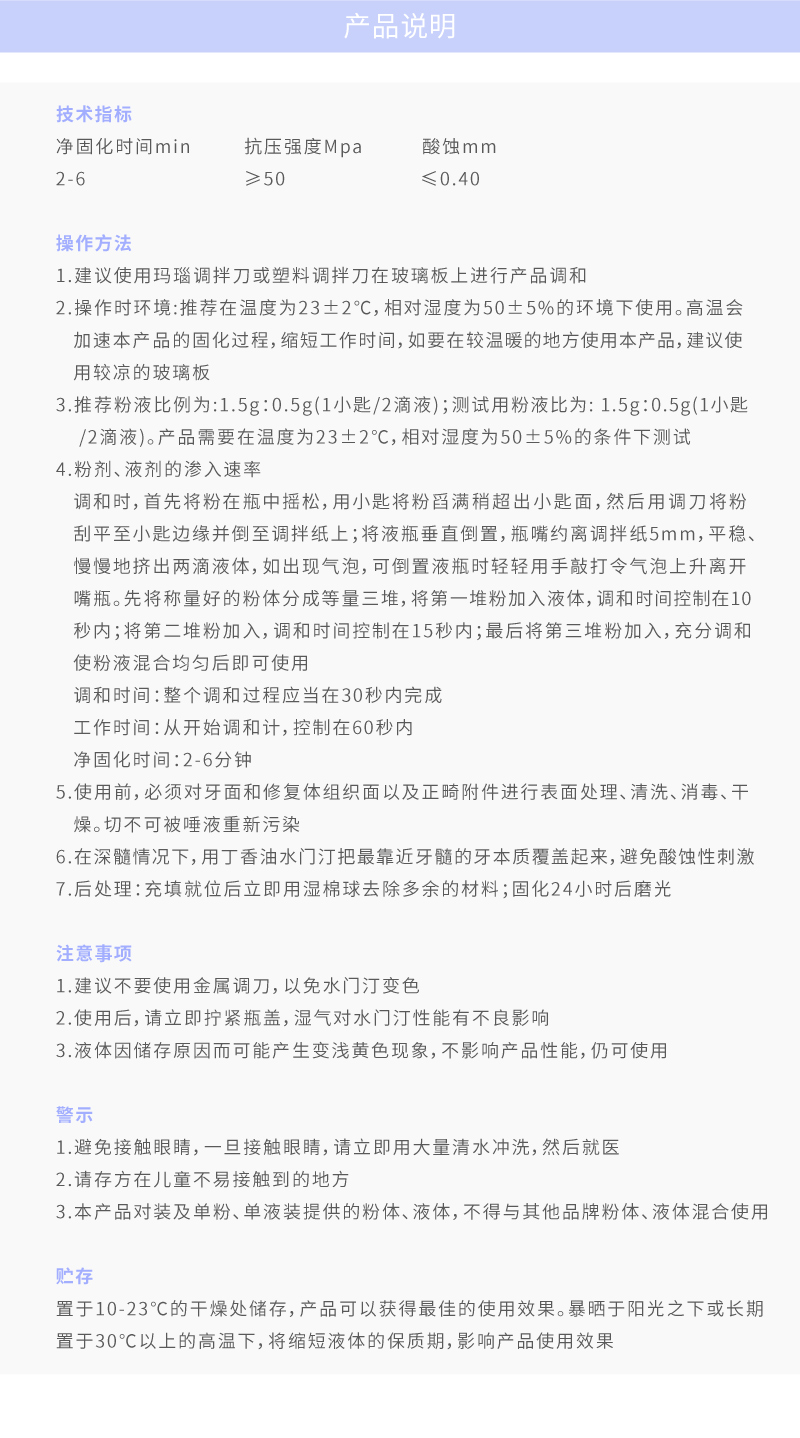 产品说明
技术指标
净固化时间min 抗压强度Mpa 酸蚀mm
2-6 ≥50 ≤0.40
操作方法
1.建议使用玛瑙调拌刀或塑料调拌刀在玻璃板上进行产品调和
2.操作时环境:推荐在温度为23±2℃,相对湿度为50±5%的环境下使用。高温会
加速本产品的固化过程,缩短工作时间,如要在较温暖的地方使用本产品,建议使
用较凉的玻璃板
3.推荐粉液比例为:1.5g:0.5g(1小匙/2滴液);测试用粉液比为: 1.5g:0.5g(1小匙
/2滴液)。产品需要在温度为23±2℃,相对湿度为50±5%的条件下测试
4.粉剂、液剂的渗入速率
调和时,首先将粉在瓶中摇松,用小匙将粉舀满稍超出小匙面,然后用调刀将粉
刮平至小匙边缘并倒至调拌纸上;将液瓶垂直倒置,瓶嘴约离调拌纸5mm,平稳、
慢慢地挤出两滴液体,如出现气泡,可倒置液瓶时轻轻用手敲打令气泡上升离开
嘴瓶。先将称量好的粉体分成等量三堆,将第一堆粉加入液体,调和时间控制在10
秒内;将第二堆粉加入,调和时间控制在15秒内;最后将第三堆粉加入,充分调和
使粉液混合均匀后即可使用
调和时间:整个调和过程应当在30秒内完成
工作时间:从开始调和计,控制在60秒内
净固化时间:2-6分钟
5.使用前,必须对牙面和修复体组织面以及正畸附件进行表面处理、清洗、消毒、干
燥。切不可被唾液重新污染
6.在深髓情况下,用丁香油水门汀把最靠近牙髓的牙本质覆盖起来,避免酸蚀性刺激
7.后处理:充填就位后立即用湿棉球去除多余的材料;固化24小时后磨光
注意事项
1.建议不要使用金属调刀,以免水门汀变色
2.使用后,请立即拧紧瓶盖,湿气对水门汀性能有不良影响
3.液体因储存原因而可能产生变浅黄色现象,不影响产品性能,仍可使用
警示
1.避免接触眼睛,一旦接触眼睛,请立即用大量清水冲洗,然后就医
2.请存方在儿童不易接触到的地方
3.本产品对装及单粉、单液装提供的粉体、液体,不得与其他品牌粉体、液体混合使用
贮存
置于10-23℃的干燥处储存,产品可以获得最佳的使用效果。暴晒于阳光之下或长期
置于30℃以上的高温下,将缩短液体的保质期,影响产品使用效果